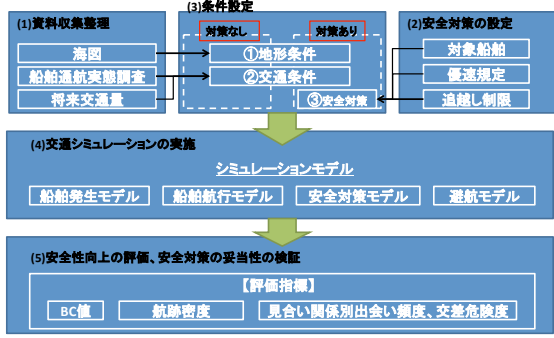 (1)資料収集整理
海図
船舶通航実態調査
将来交通量
(3)条件設定
対策なし
対策あり
①地形条件
②交通条件
③安全対策
(2)安全対策の設定
対象船舶
優速規定
追越し制限
(4)交通シミュレーションの実施
シミュレーションモデル
船舶発生モデル
船舶航行モデル
安全対策モデル
避航モデル
(5)安全性向上の評価、安全対策の妥当性の検証
【評価指標】
BC値
航跡密度
見合い関係別出会い頻度、交差危険度